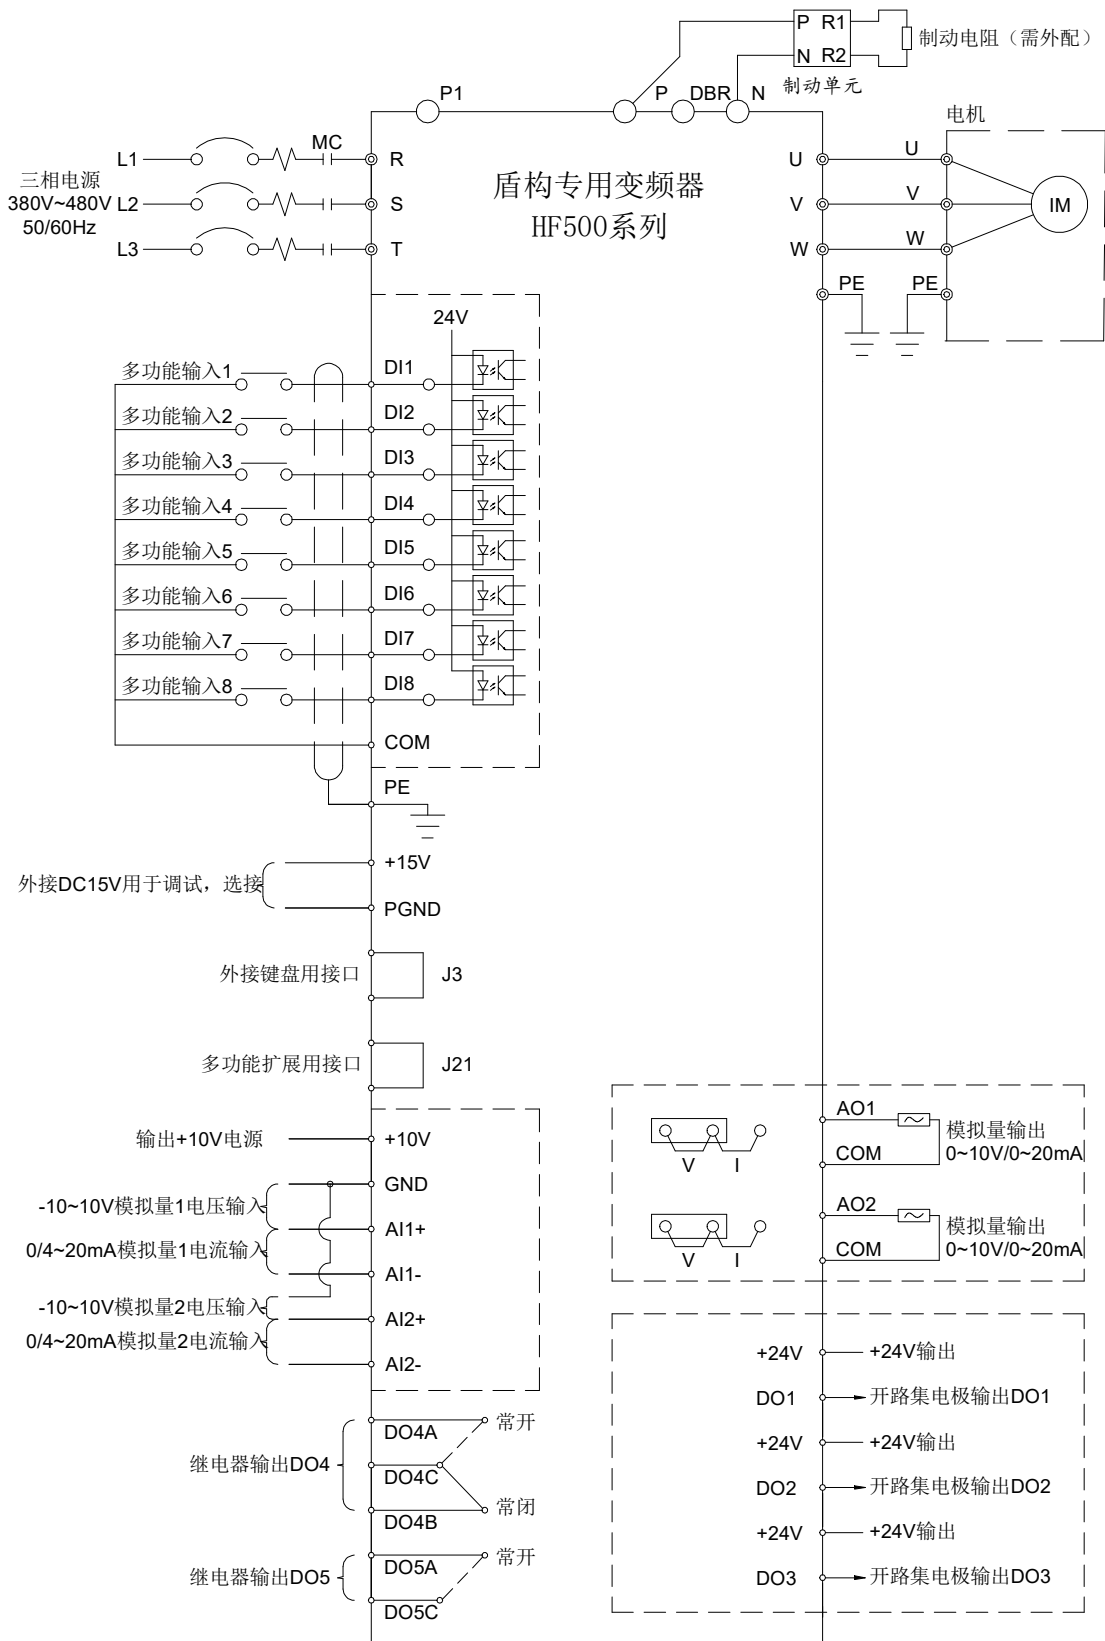 P R1
N R2
制动电阻（需外配）
制动单元
P1
P
DBR
N
电机
L1
MC
R
三相电源
380V~480V
50/60Hz
L2
S
L3
T
盾构专用变频器
HF500系列
U
U
V
V
W
W
IM
PE
PE
24V
多功能输入1
DI1
多功能输入2
DI2
多功能输入3
DI3
多功能输入4
DI4
多功能输入5
DI5
多功能输入6
DI6
多功能输入7
DI7
多功能输入8
DI8
COM
PE
+15V
外接DC15V用于调试，选接
PGND
外接键盘用接口
J3
多功能扩展用接口
J21
输出+10V电源
+10V
GND
-10~10V模拟量1电压输入
AI1+
0/4~20mA模拟量1电流输入
AI1-
-10~10V模拟量2电压输入
AI2+
0/4~20mA模拟量2电流输入
AI2-
V
I
AO1
COM
模拟量输出
0~10V/0~20mA
V
I
AO2
COM
模拟量输出
0~10V/0~20mA
+24V
+24V输出
DO1
开路集电极输出DO1
+24V
+24V输出
DO2
开路集电极输出DO2
+24V
+24V输出
DO3
开路集电极输出DO3
DO4A
常开
继电器输出DO4
DO4C
DO4B
常闭
DO5A
常开
继电器输出DO5
DO5C